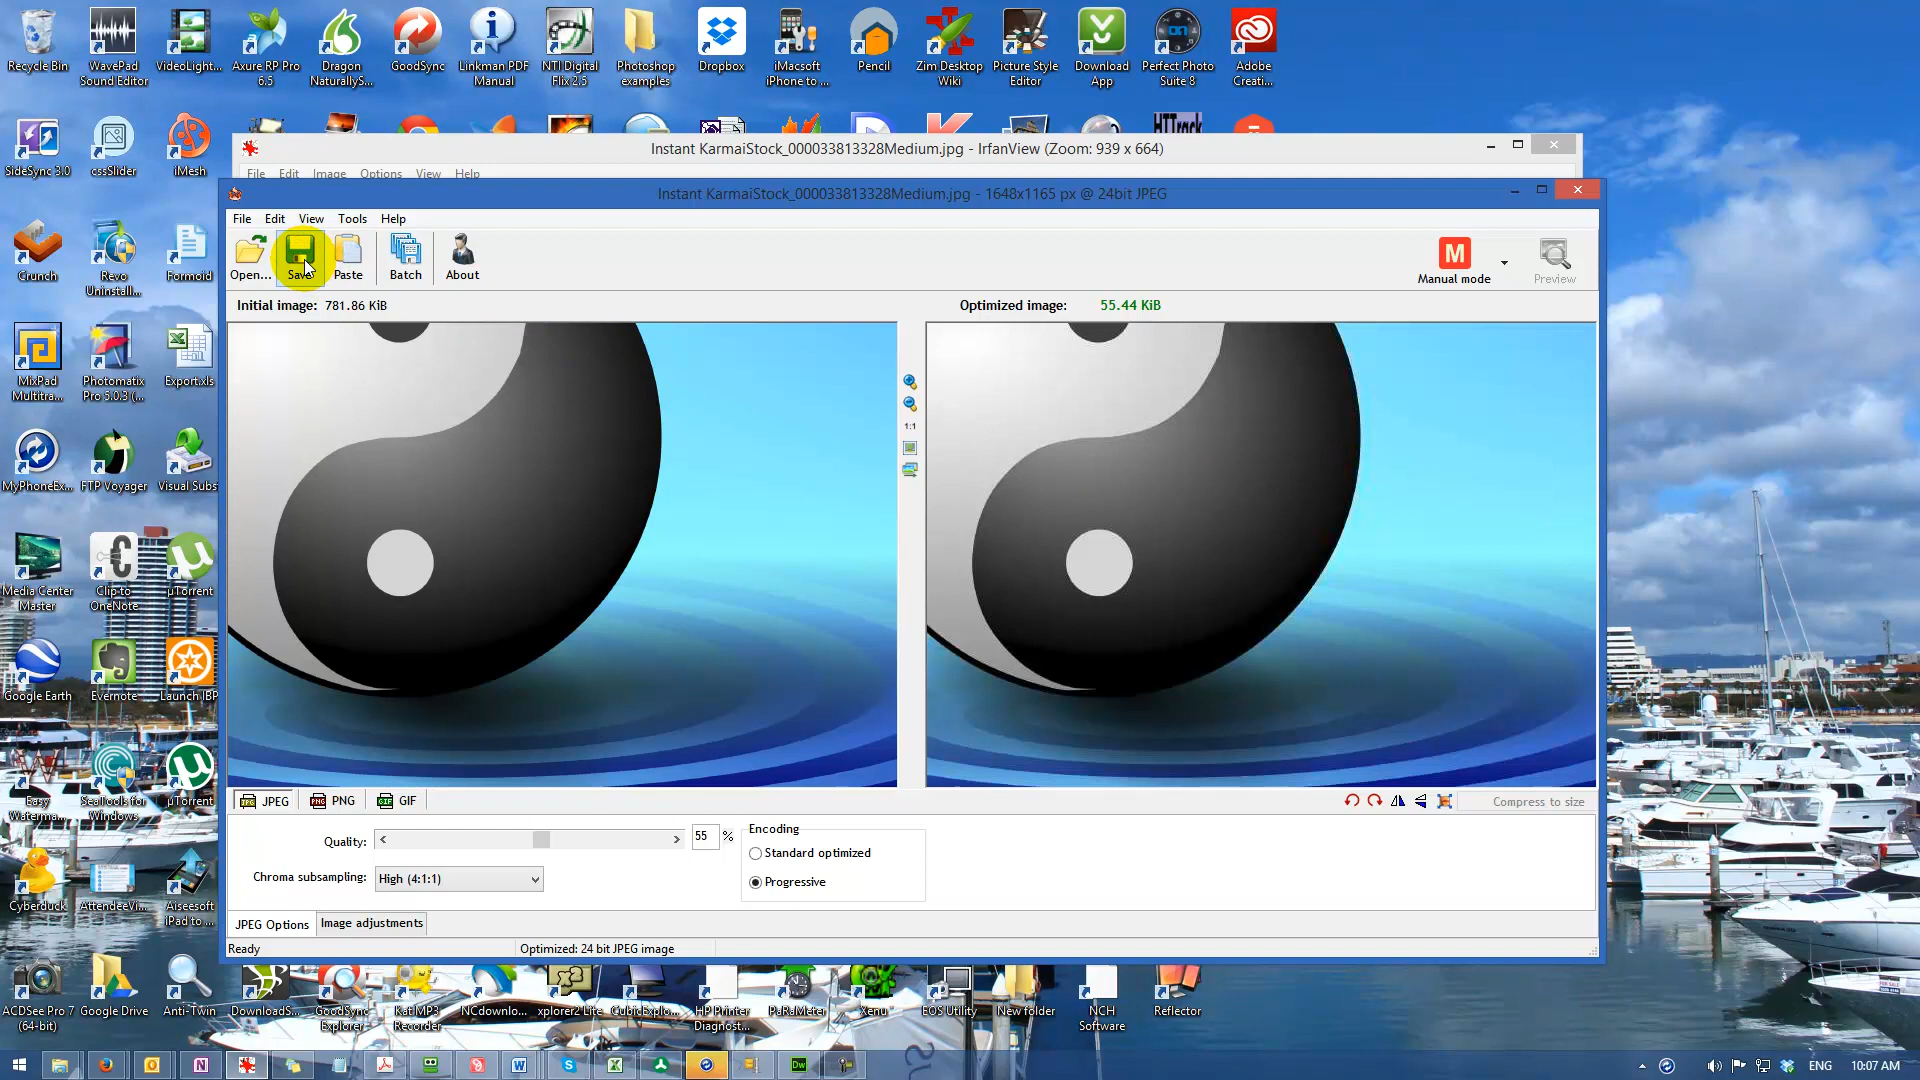 Recycle Bin
WavePad
Sound Editor
VideoLight...
Axure RP Pro
6.5
Dragon
NaturallyS...
GoodSync
Linkman PDF
Manual
NTI Digital
Flix 2.5
Photoshop
examples
Dropbox
iMacsoft
iPhone to ...
Pencil
Zim Desktop
Wiki
Picture Style
Editor
Download
App
Perfect Photo
Suite 8
Adobe
Creati...
HTTrack
SideSync 3.0
cssSlider
iMesh
Instant KarmaiStock_000033813328Medium.jpg - IrfanView (Zoom: 939 x 664)
File Edit Image Options View Help
Instant KarmaiStock_000033813328Medium.jpg - 1648x1165 px @ 24bit JPEG
File Edit View Tools Help
Open...
Save
Paste
Batch
About
M
Manual mode
Preview
Initial image: 781.86 KiB
Optimized image: 55.44 KiB
1:1
Crunch
Revo
Uninstall...
Formoid
MixPad
Multitra...
Photomatix
Pro 5.0.3 (...
Export.xls
MyPhoneEx...
FTP Voyager
Visual Subs
Media Center
Master
Clip to
OneNote
µTorrent
Google Earth
Evernote
Launch IBP
Easy
Waterma...
SeaTools for
Windows
µTorrent
Cyberduck
AttendeeVi...
Aiseesoft
iPad to ...
JPEG
PNG
GIF
Compress to size
Quality:
55 %
Chroma subsampling: High (4:1:1)
Encoding
Standard optimized
Progressive
JPEG Options
Image adjustments
Ready
Optimized: 24 bit JPEG image
ACDSee Pro 7
(64-bit)
Google Drive
Anti-Twin
DownloadS...
GoodSync
Explorer
Kat MP3
Recorder
NCdownlo...
xplorer2 Lite
CubicExplo...
HP Printer
Diagnost...
PaRaMeter
Xenu
EOS Utility
New folder
NCH
Software
Reflector
ENG
10:07 AM